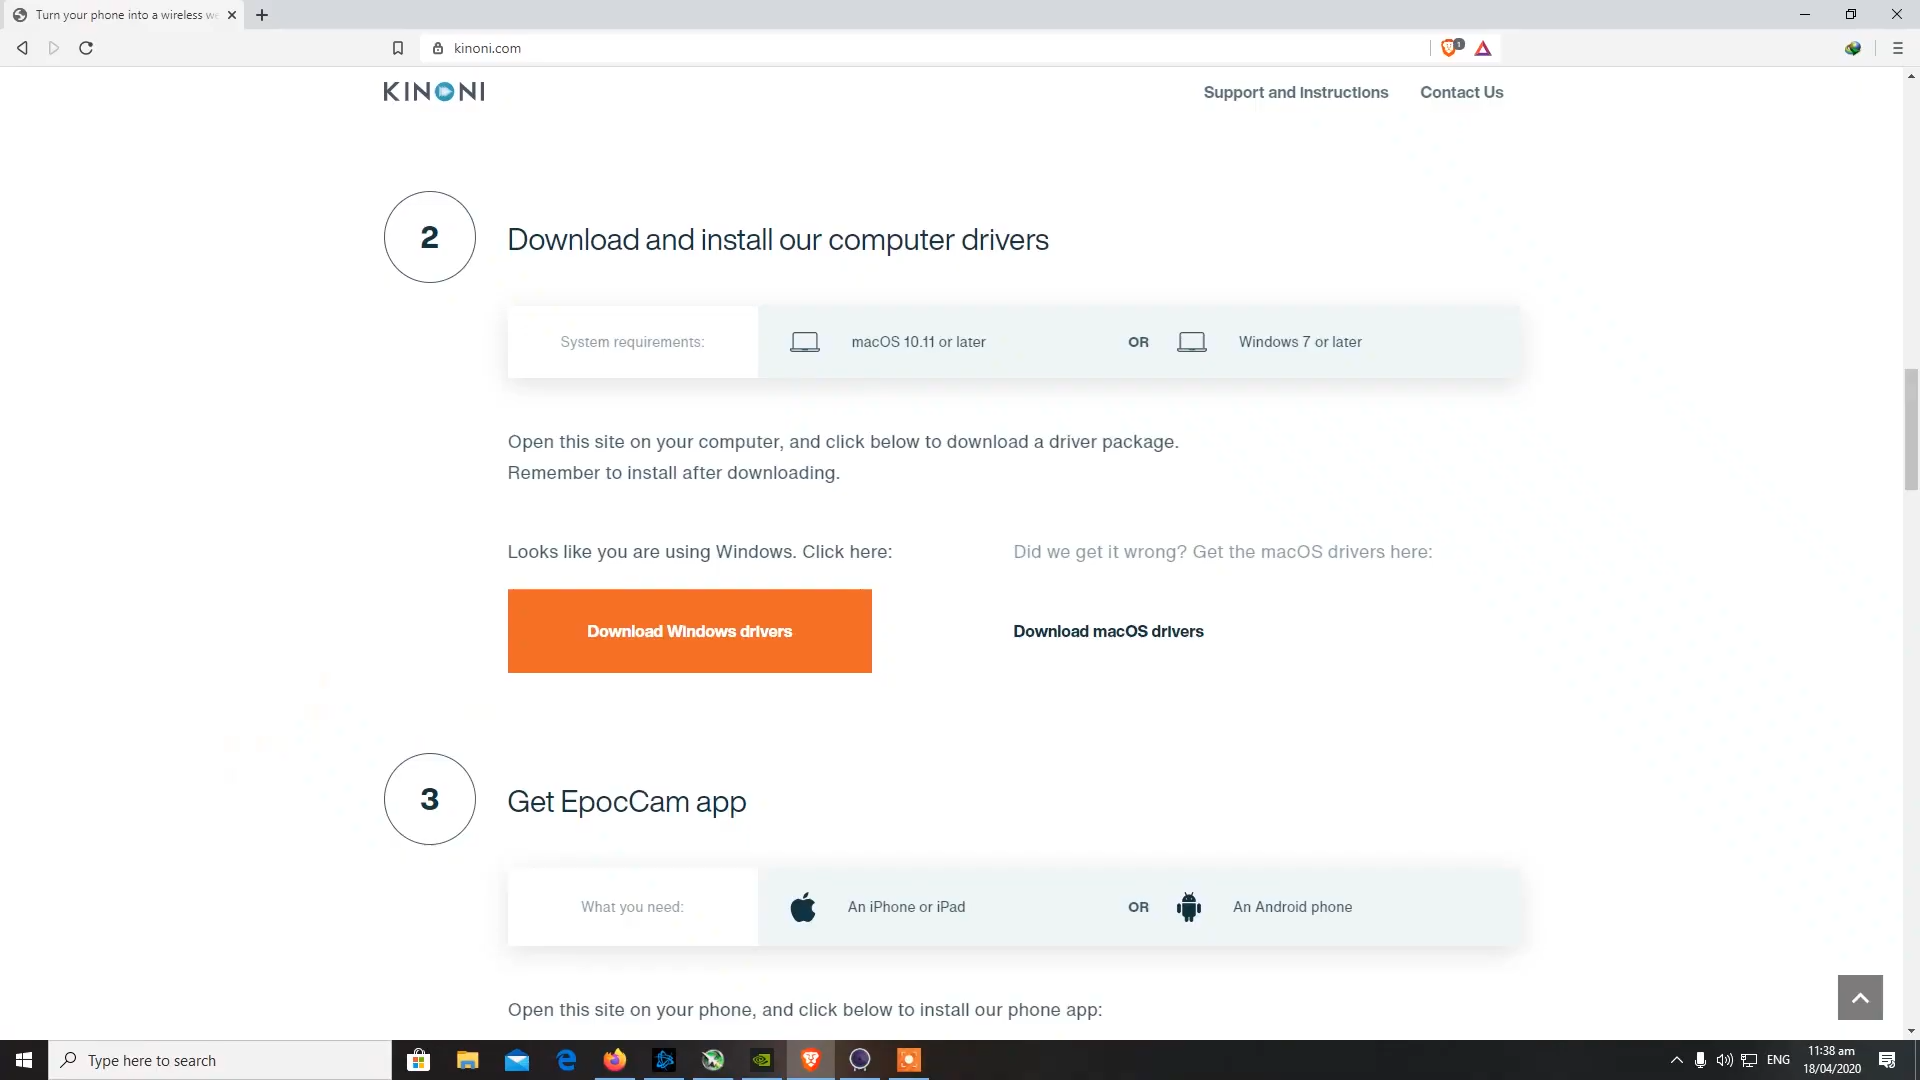 Turn your phone into a wireless we
kinoni.com
1
KINONI
Support and Instructions
Contact Us
2
Download and install our computer drivers
System requirements:
macOS 10.11 or later
OR
Windows 7 or later
Open this site on your computer, and click below to download a driver package.
Remember to install after downloading.
Looks like you are using Windows. Click here:
Did we get it wrong? Get the macOS drivers here:
Download Windows drivers
Download macOS drivers
3
Get EpocCam app
What you need:
An iPhone or iPad
OR
An Android phone
Open this site on your phone, and click below to install our phone app:
Type here to search
ENG
11:38 am
18/04/2020